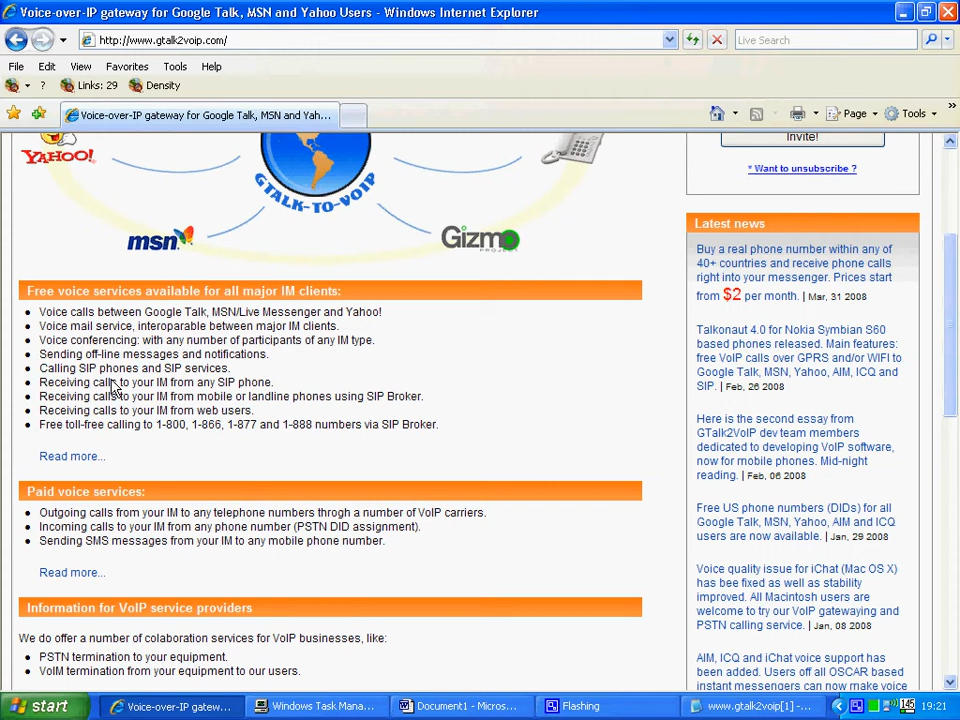 Voice-over-IP gateway for Google Talk, MSN and Yahoo Users - Windows Internet Explorer
http://www.gtalk2voip.com/
Live Search
File Edit View Favorites Tools Help
? Links: 29 Density
Voice-over-IP gateway for Google Talk, MSN and Yah...
Page Tools
YAHOO!
GTALK-TO-VOIP
msn
Gizmo
PROJECT
Free voice services available for all major IM clients:
Voice calls between Google Talk, MSN/Live Messenger and Yahoo!
Voice mail service, interoparable between major IM clients.
Voice conferencing: with any number of participants of any IM type.
Sending off-line messages and notifications.
Calling SIP phones and SIP services.
Receiving calls to your IM from any SIP phone.
Receiving calls to your IM from mobile or landline phones using SIP Broker.
Receiving calls to your IM from web users.
Free toll-free calling to 1-800, 1-866, 1-877 and 1-888 numbers via SIP Broker.
Read more...
Paid voice services:
Outgoing calls from your IM to any telephone numbers throgh a number of VoIP carriers.
Incoming calls to your IM from any phone number (PSTN DID assignment).
Sending SMS messages from your IM to any mobile phone number.
Read more...
Information for VoIP service providers
We do offer a number of colaboration services for VoIP businesses, like:
PSTN termination to your equipment.
VoIM termination from your equipment to our users.
Invite!
* Want to unsubscribe ?
Latest news
Buy a real phone number within any of
40+ countries and receive phone calls
right into your messenger. Prices start
from $2 per month. | Mar, 31 2008
Talkonaut 4.0 for Nokia Symbian S60
based phones released. Main features:
free VoIP calls over GPRS and/or WIFI to
Google Talk, MSN, Yahoo, AIM, ICQ and
SIP. | Feb, 26 2008
Here is the second essay from
GTalk2VoIP dev team members
dedicated to developing VoIP software,
now for mobile phones. Mid-night
reading. | Feb, 06 2008
Free US phone numbers (DIDs) for all
Google Talk, MSN, Yahoo, AIM and ICQ
users are now available. | Jan, 29 2008
Voice quality issue for iChat (Mac OS X)
has bee fixed as well as stability
improved. All Macintosh users are
welcome to try our VoIP gatewaying and
PSTN calling service. | Jan, 08 2008
AIM, ICQ and iChat voice support has
been added. Users off all OSCAR based
instant messengers can now make voice
start
Voice-over-IP gatew...
Windows Task Mana...
Document1 - Micros...
Flashing
www.gtalk2voip[1] -...
145
19:21